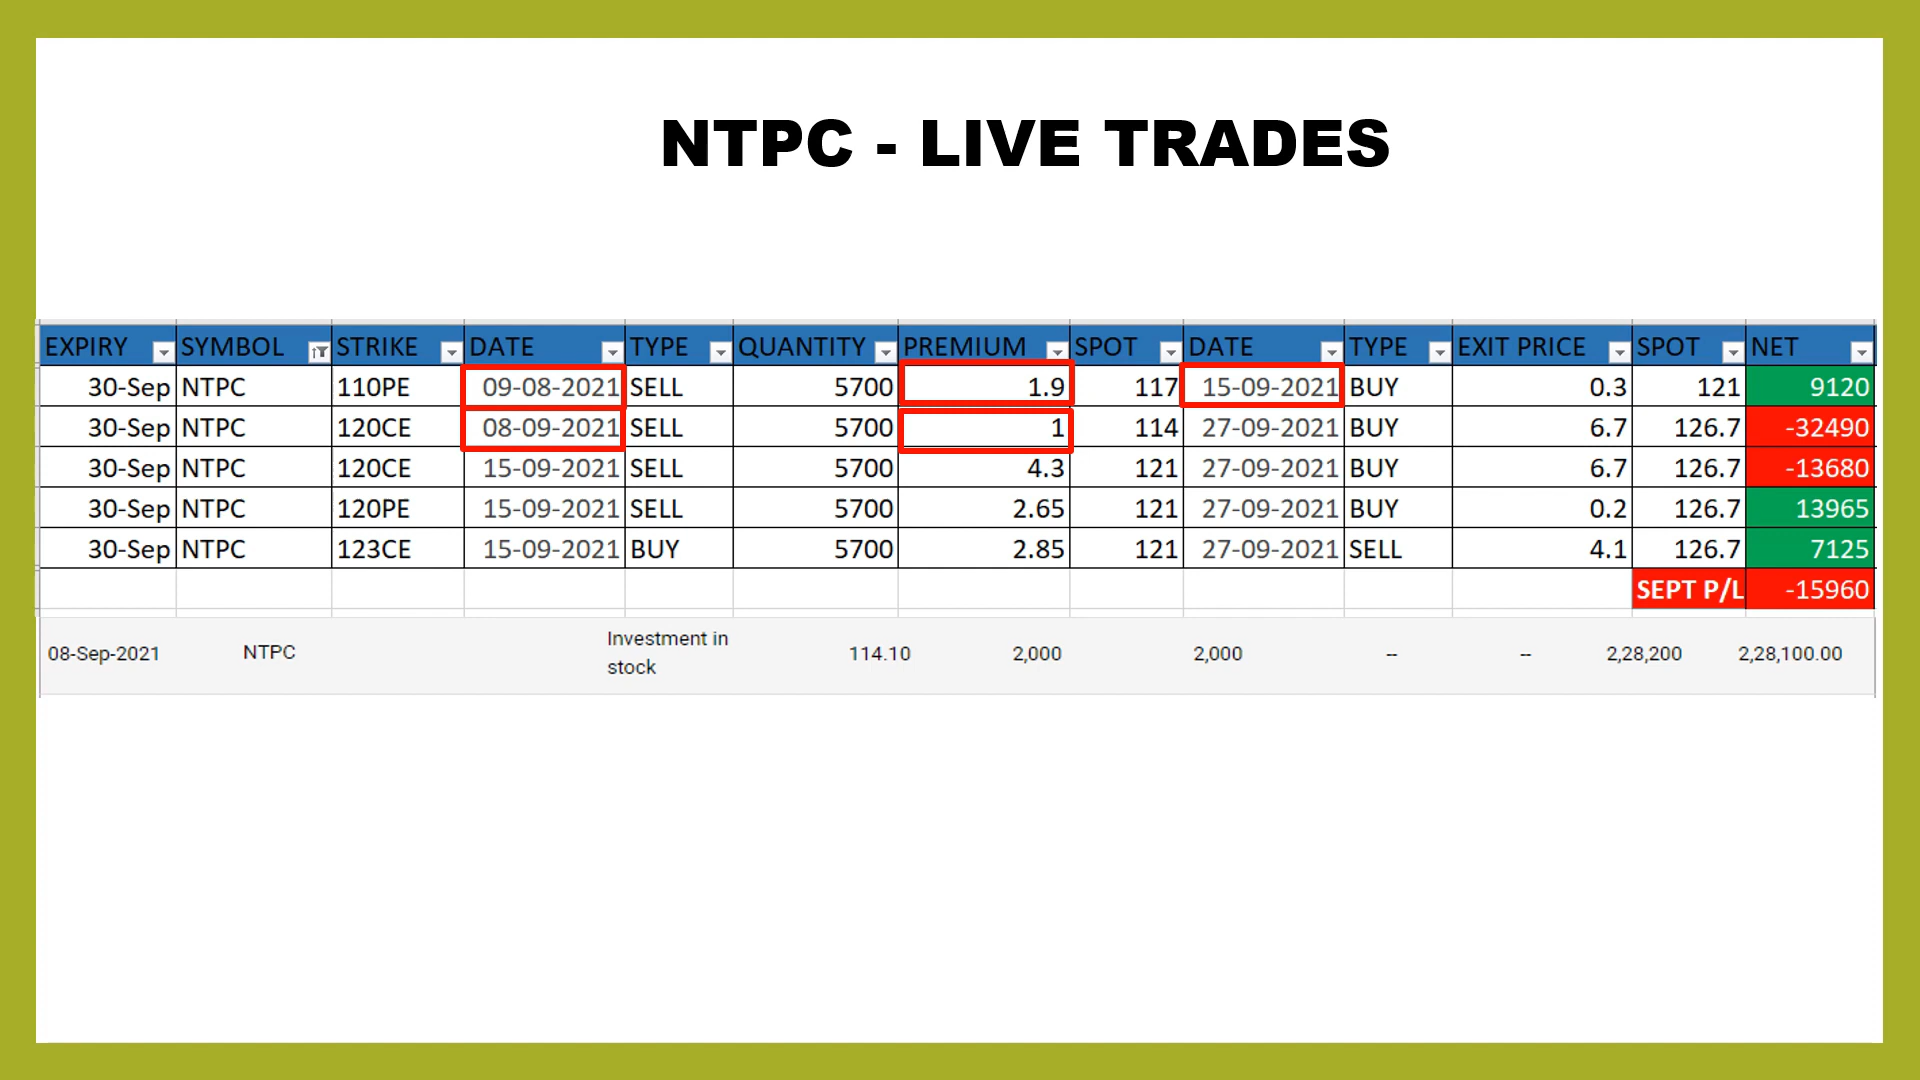 NTPC - LIVE TRADES
EXPIRY SYMBOL STRIKE DATE TYPE QUANTITY PREMIUM SPOT DATE TYPE EXIT PRICE SPOT NET
30-Sep NTPC 110PE 09-08-2021 SELL 5700 1.9 117 15-09-2021 BUY 0.3 121 9120
30-Sep NTPC 120CE 08-09-2021 SELL 5700 1 114 27-09-2021 BUY 6.7 126.7 -32490
30-Sep NTPC 120CE 15-09-2021 SELL 5700 4.3 121 27-09-2021 BUY 6.7 126.7 -13680
30-Sep NTPC 120PE 15-09-2021 SELL 5700 2.65 121 27-09-2021 BUY 0.2 126.7 13965
30-Sep NTPC 123CE 15-09-2021 BUY 5700 2.85 121 27-09-2021 SELL 4.1 126.7 7125
SEPT P/L -15960
08-Sep-2021 NTPC Investment in stock 114.10 2,000 2,000 -- -- 2,28,200 2,28,100.00